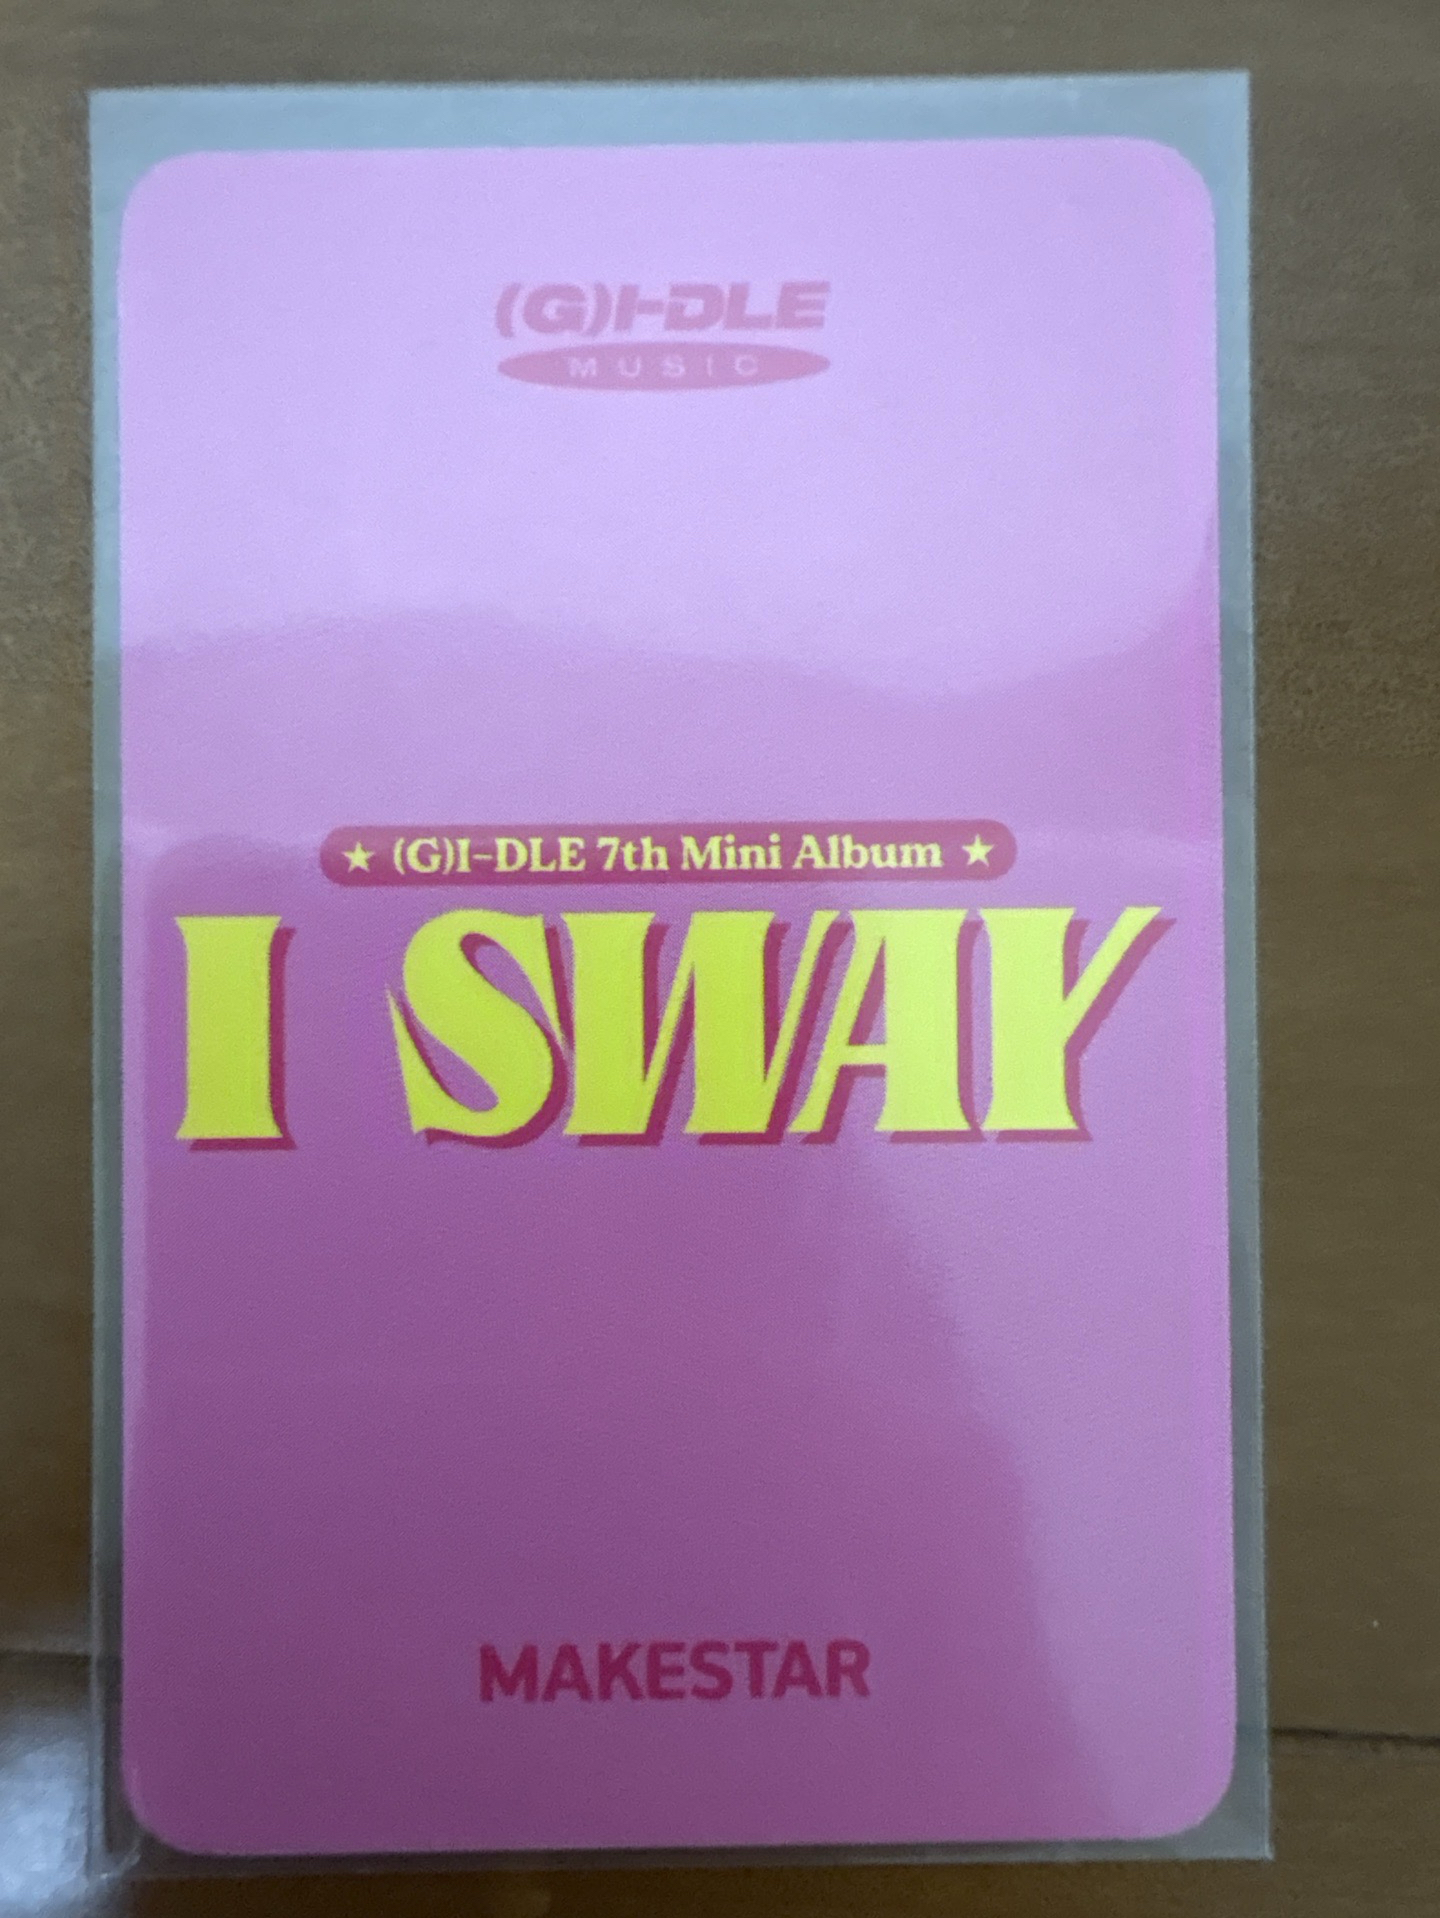 (G)I-DLE
MUSIC
★ (G)I-DLE 7th Mini Album ★
I SWAY
MAKESTAR